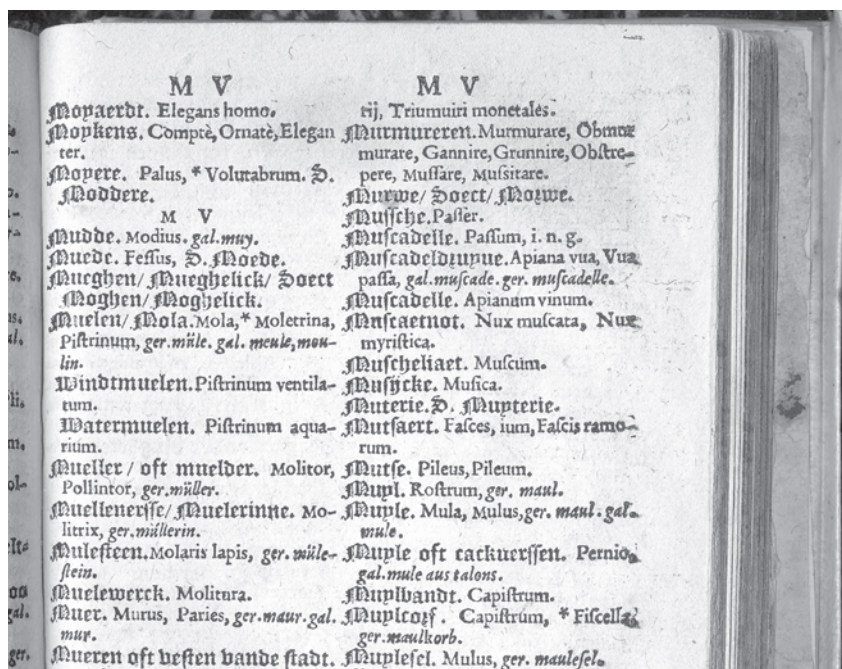 M V
Moyaerdt. Elegans homo.
Moykens. Comptè, Ornatè, Elegan
ter.
Moyere. Palus, * Volutabrum. S.
Moddere.
M V
Mudde. Modius. gal. muy.
Muede. Fessus, S. Moede.
Mueghen/ Mueghelick/ Soect
Moghen/ Moghelick.
Muelen/ Mola. Mola, * Moletrina,
Pistrinum, ger. müle. gal. meule, mou-
lin.
Windtmuelen. Pistrinum ventila-
tum.
Watermuelen. Pistrinum aqua-
rium.
Mueller / oft muelder. Molitor,
Pollintor, ger. müller.
Muellenersse/ Muelerinne. Mo-
litrix, ger. müllerin.
Mulesteen. Molaris lapis, ger. müle-
stein.
Muelewerck. Molitura.
Muer. Murus, Paries, ger. maur. gal.
mur.
Mueren oft vesten vande stadt.
M V
rij, Triumuiri monetales.
Murmureren. Murmurare, Obmur
murare, Gannire, Grunnire, Obstre-
pere, Mussare, Mussitare.
Murwe/ Soect/ Morwe.
Mussche. Passer.
Muscadelle. Passum, i. n. g.
Muscadeldruyue. Apiana vua, Vua
passa, gal. muscade. ger. muscadelle.
Muscadelle. Apianum vinum.
Muscaetnot. Nux muscata, Nux
myristica.
Muscheliaet. Muscum.
Musijcke. Musica.
Muterie. S. Muyterie.
Mutsaert. Fasces, ium, Fascis ramo-
rum.
Mutse. Pileus, Pileum.
Muyl. Rostrum, ger. maul.
Muyle. Mula, Mulus, ger. maul. gal.
mule.
Muyle oft cackuerssen. Pernio,
gal. mule aus talons.
Muylbandt. Capistrum.
Muylcorf. Capistrum, * Fiscella,
ger. maulkorb.
Muylesel. Mulus, ger. maulesel.